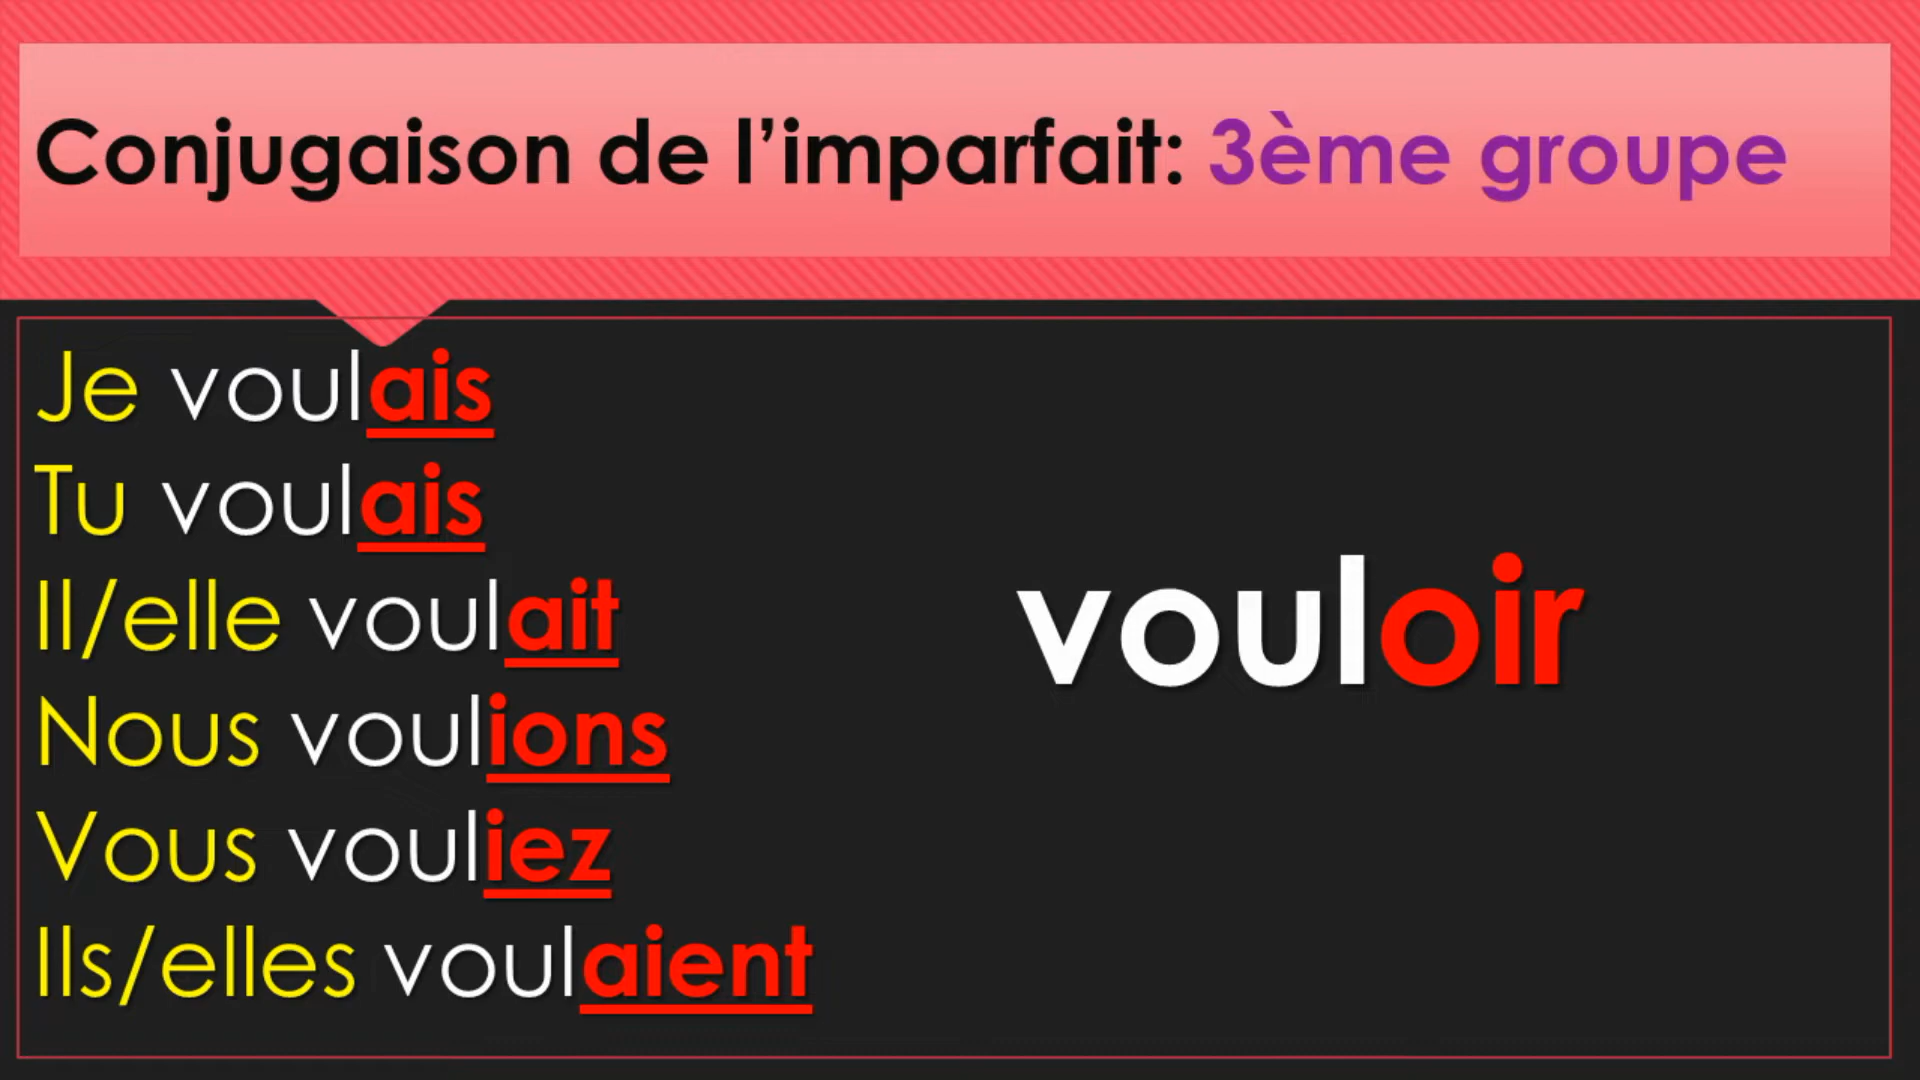 Conjugaison de l’imparfait: 3ème groupe
Je voulais
Tu voulais
Il/elle voulait
Nous voulions
Vous vouliez
Ils/elles voulaient
vouloir